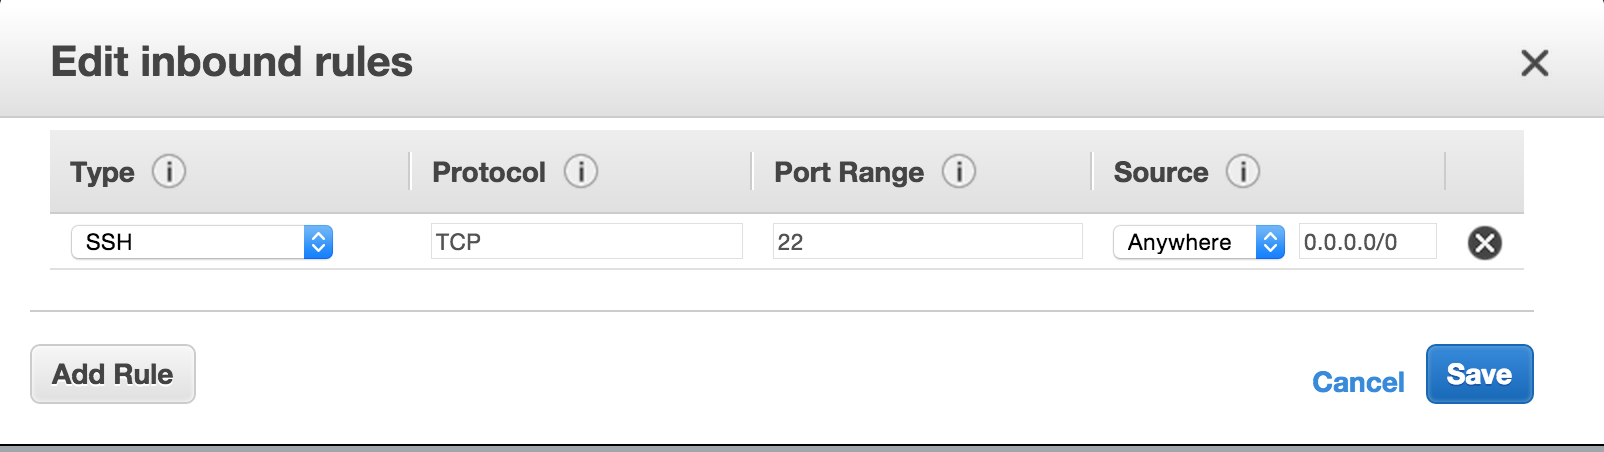 Edit inbound rules
Type i Protocol i Port Range i Source i
SSH TCP 22 Anywhere 0.0.0.0/0
Add Rule Cancel Save